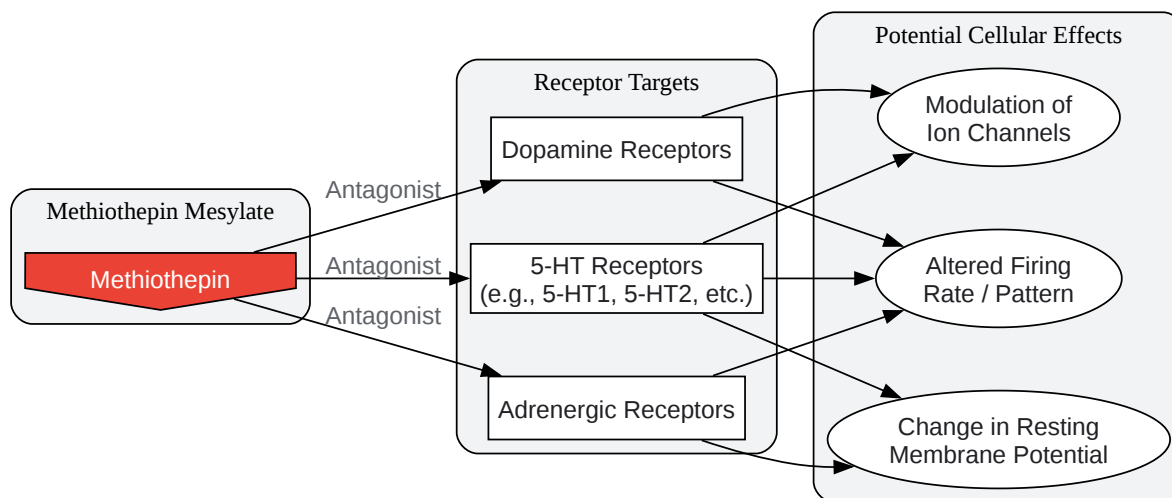 Methiothepin Mesylate
Methiothepin
Antagonist
Antagonist
Antagonist
Receptor Targets
Dopamine Receptors
5-HT Receptors
(e.g., 5-HT1, 5-HT2, etc.)
Adrenergic Receptors
Potential Cellular Effects
Modulation of
Ion Channels
Altered Firing
Rate / Pattern
Change in Resting
Membrane Potential